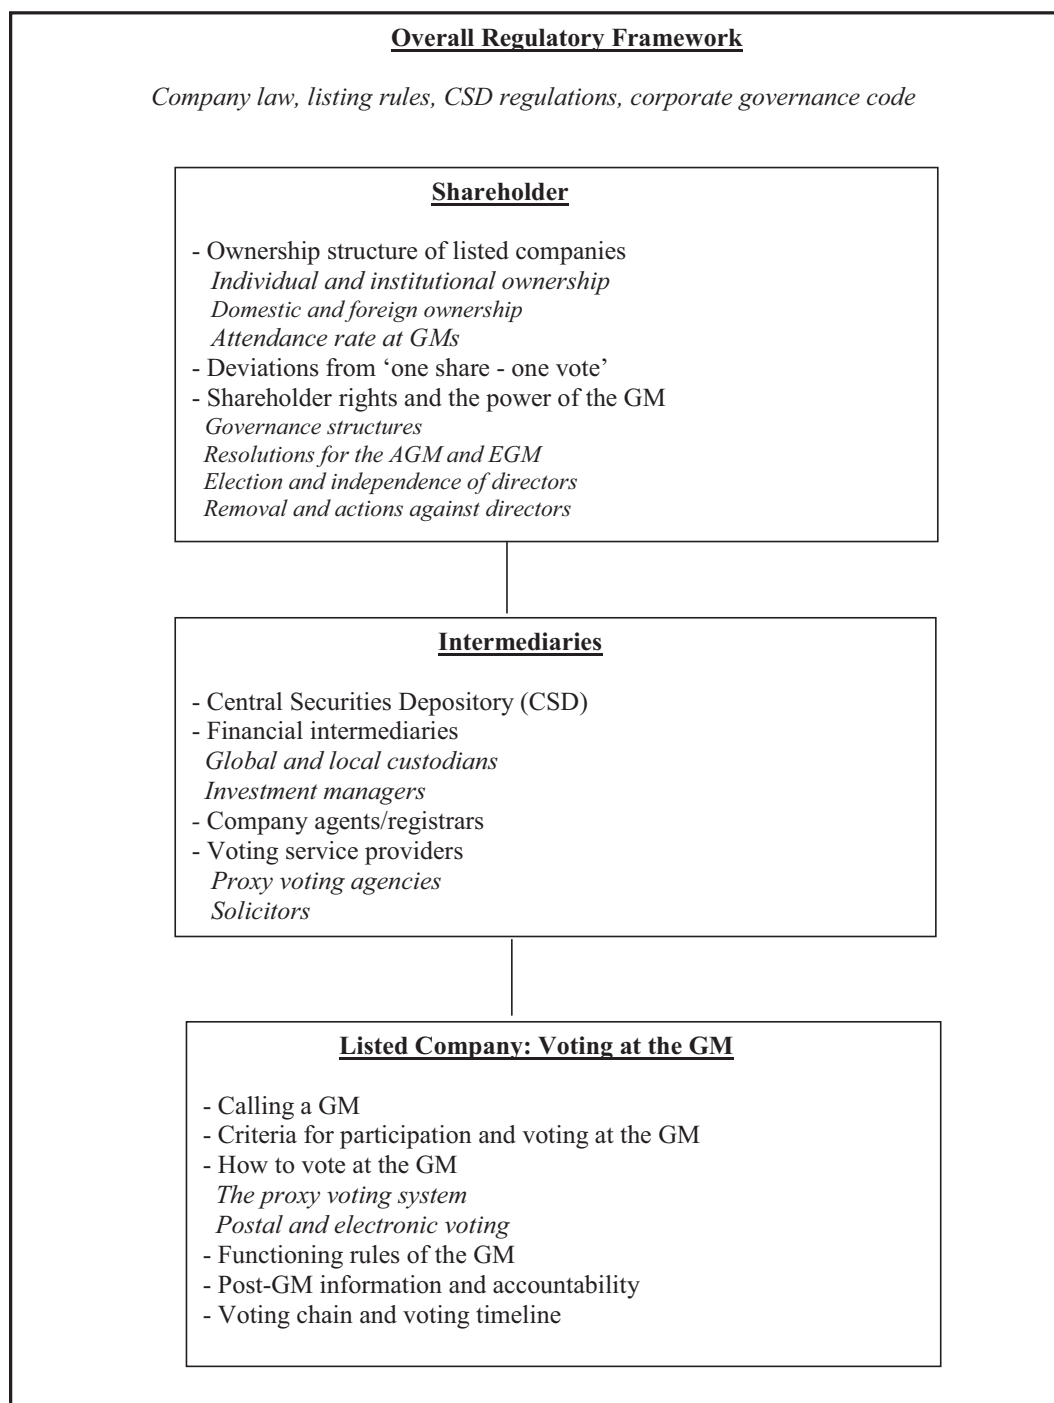 Overall Regulatory Framework
Company law, listing rules, CSD regulations, corporate governance code
Shareholder
- Ownership structure of listed companies
Individual and institutional ownership
Domestic and foreign ownership
Attendance rate at GMs
- Deviations from ‘one share - one vote’
- Shareholder rights and the power of the GM
Governance structures
Resolutions for the AGM and EGM
Election and independence of directors
Removal and actions against directors
Intermediaries
- Central Securities Depository (CSD)
- Financial intermediaries
Global and local custodians
Investment managers
- Company agents/registrars
- Voting service providers
Proxy voting agencies
Solicitors
Listed Company: Voting at the GM
- Calling a GM
- Criteria for participation and voting at the GM
- How to vote at the GM
The proxy voting system
Postal and electronic voting
- Functioning rules of the GM
- Post-GM information and accountability
- Voting chain and voting timeline